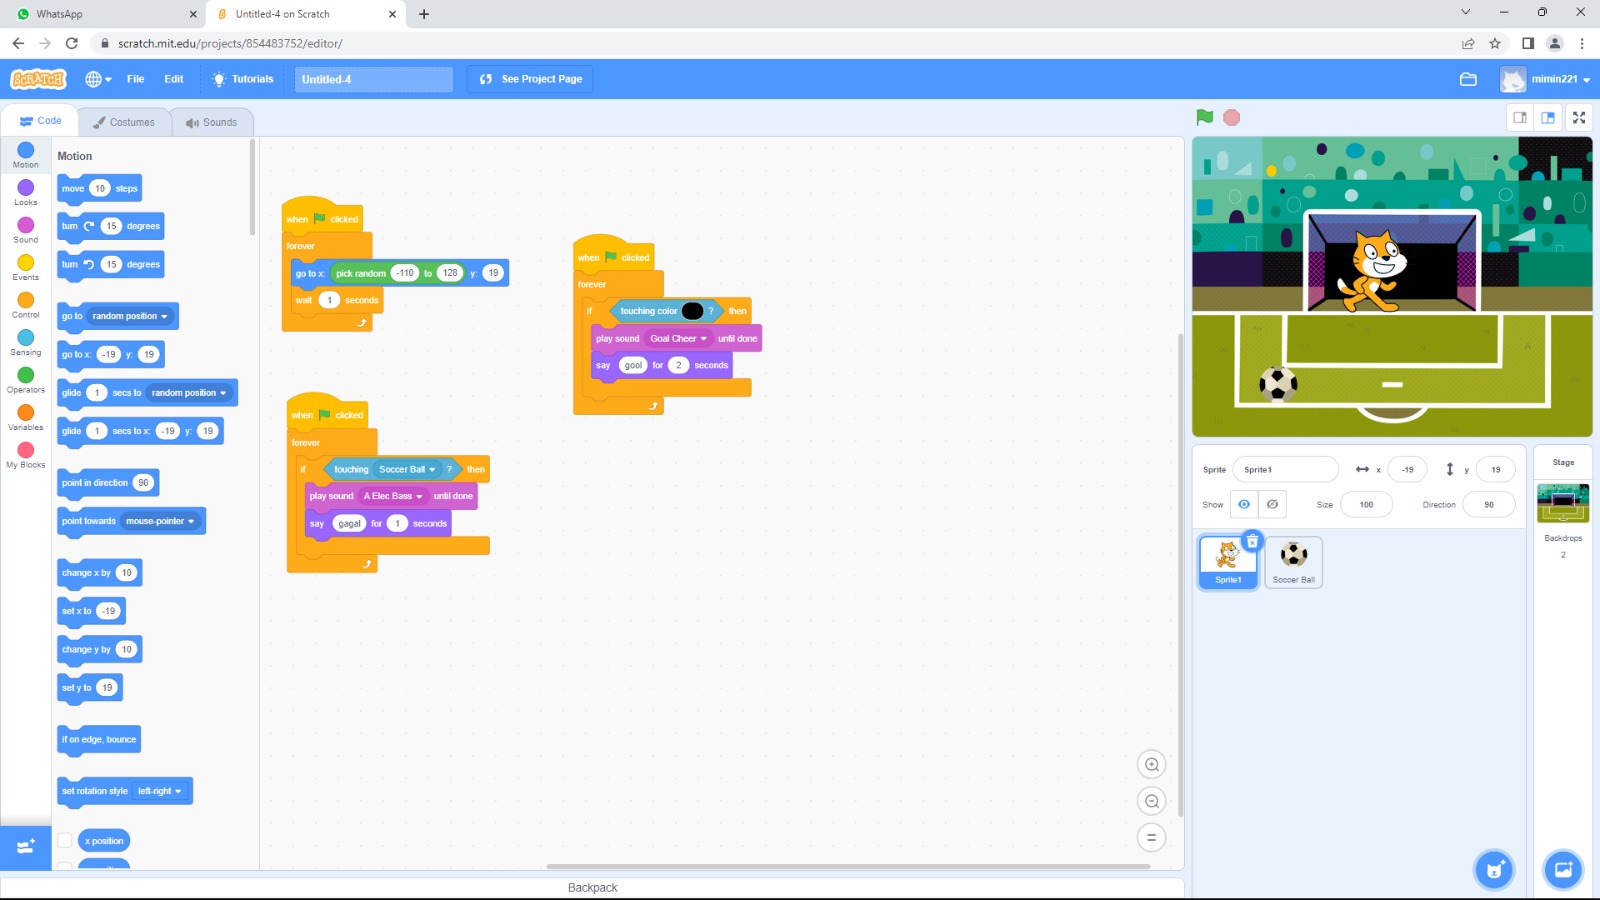 WhatsApp
Untitled-4 on Scratch
scratch.mit.edu/projects/854483752/editor/
SCRATCH File Edit Tutorials Untitled-4 See Project Page mimin221
Code Costumes Sounds
Motion
Looks
Sound
Events
Control
Sensing
Operators
Variables
My Blocks
Motion
move 10 steps
turn 15 degrees
turn 15 degrees
go to random position
go to x: -19 y: 19
glide 1 secs to random position
glide 1 secs to x: -19 y: 19
point in direction 90
point towards mouse-pointer
change x by 10
set x to -19
change y by 10
set y to 19
if on edge, bounce
set rotation style left-right
x position
when clicked
forever
go to x: pick random -110 to 128 y: 19
wait 1 seconds
when clicked
forever
if touching Soccer Ball ? then
play sound A Elec Bass until done
say gagal for 1 seconds
when clicked
forever
if touching color ? then
play sound Goal Cheer until done
say gool for 2 seconds
Sprite Sprite1 x -19 y 19
Show Size 100 Direction 90
Sprite1
Soccer Ball
Stage
Backdrops
2
Backpack